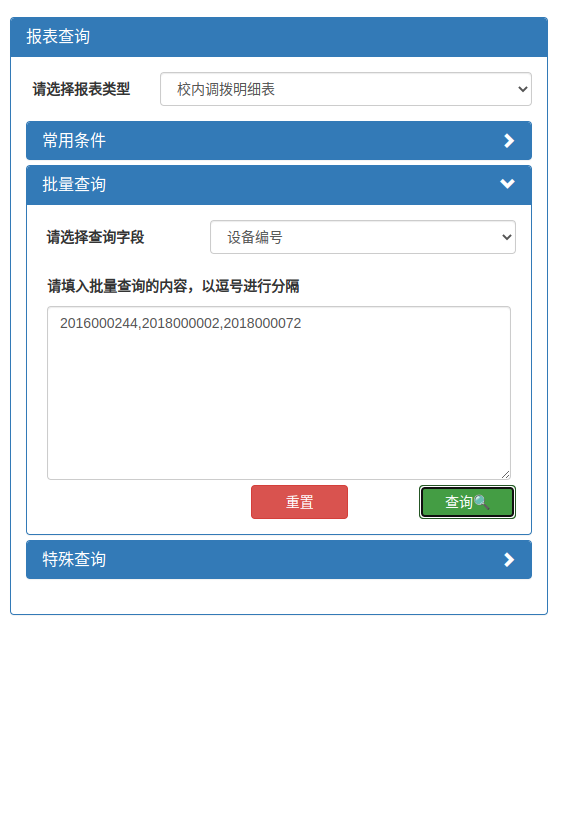 报表查询
请选择报表类型 校内调拨明细表
常用条件
批量查询
请选择查询字段 设备编号
请填入批量查询的内容，以逗号进行分隔
2016000244,2018000002,2018000072
重置 查询🔍
特殊查询